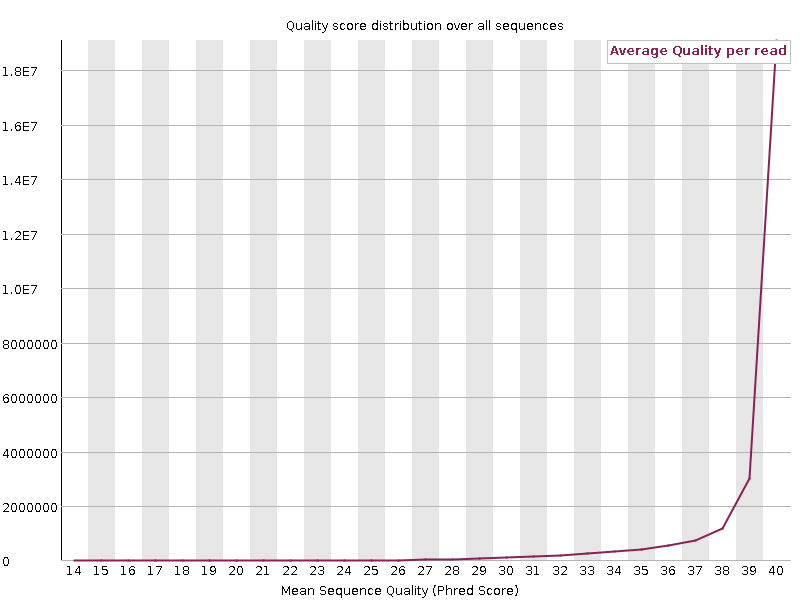 Quality score distribution over all sequences
Average Quality per read
1.8E7
1.6E7
1.4E7
1.2E7
1.0E7
8000000
6000000
4000000
2000000
0
14 15 16 17 18 19 20 21 22 23 24 25 26 27 28 29 30 31 32 33 34 35 36 37 38 39 40
Mean Sequence Quality (Phred Score)